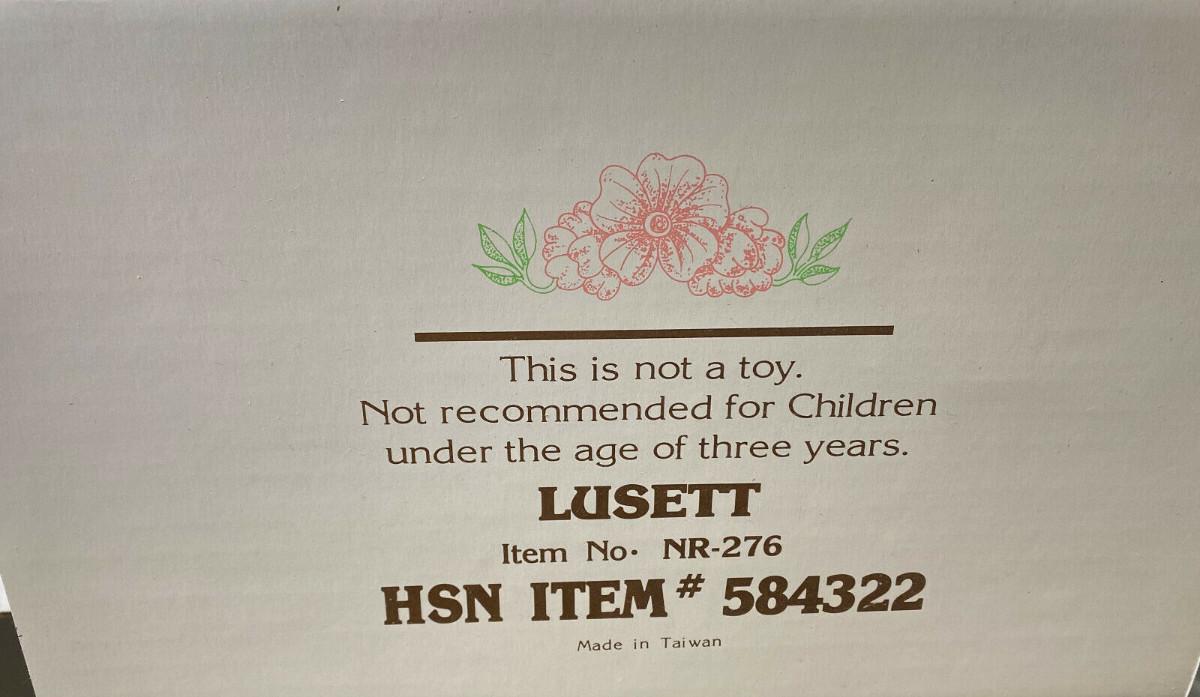 This is not a toy.
Not recommended for Children
under the age of three years.
LUSETT
Item No. NR-276
HSN ITEM # 584322
Made in Taiwan